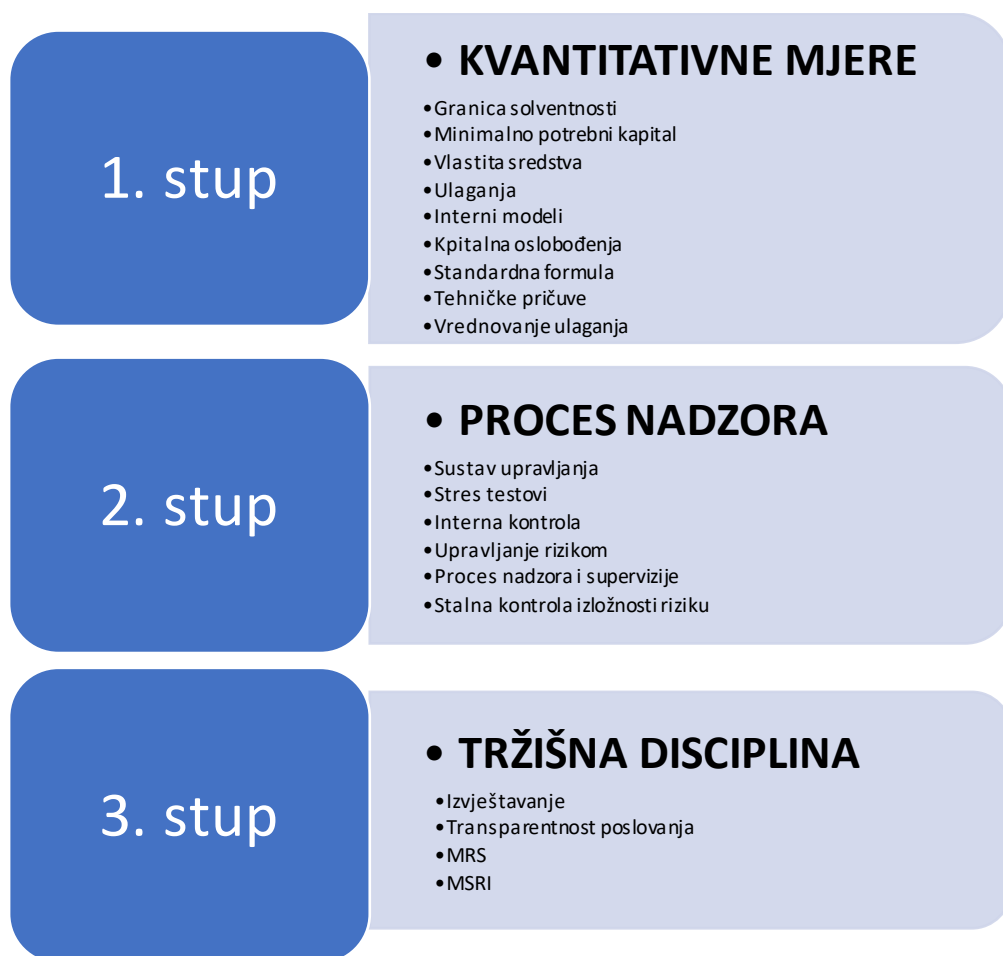 1. stup
• KVANTITATIVNE MJERE
•Granica solventnosti
•Minimalno potrebni kapital
•Vlastita sredstva
•Ulaganja
•Interni modeli
•Kpitalna oslobođenja
•Standardna formula
•Tehničke pričuve
•Vrednovanje ulaganja
2. stup
• PROCES NADZORA
•Sustav upravljanja
•Stres testovi
•Interna kontrola
•Upravljanje rizikom
•Proces nadzora i supervizije
•Stalna kontrola izložnosti riziku
3. stup
• TRŽIŠNA DISCIPLINA
•Izvještavanje
•Transparentnost poslovanja
•MRS
•MSRI